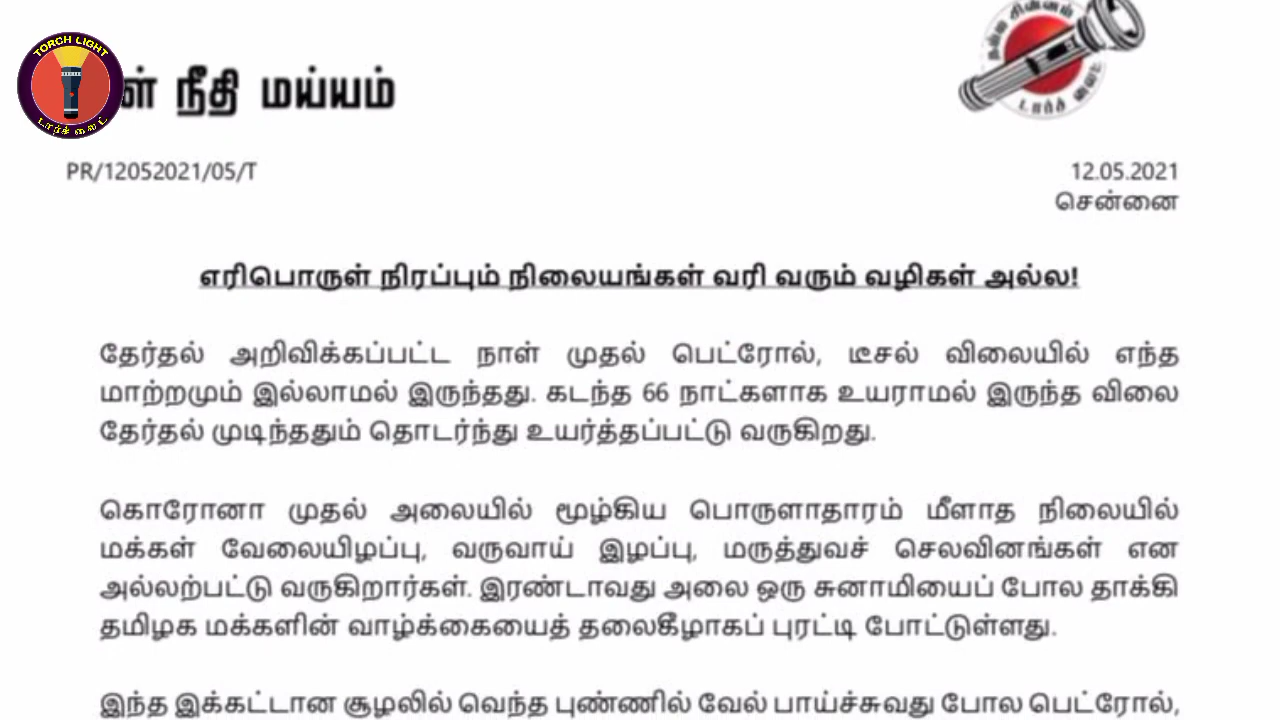 TORCH LIGHT
டார்ச் லைட்
நீதி மய்யம்
டார்ச் லைட்
PR/12052021/05/T
12.05.2021
சென்னை
எரிபொருள் நிரப்பும் நிலையங்கள் வரி வரும் வழிகள் அல்ல!
தேர்தல் அறிவிக்கப்பட்ட நாள் முதல் பெட்ரோல், டீசல் விலையில் எந்த
மாற்றமும் இல்லாமல் இருந்தது. கடந்த 66 நாட்களாக உயராமல் இருந்த விலை
தேர்தல் முடிந்ததும் தொடர்ந்து உயர்த்தப்பட்டு வருகிறது.
கொரோனா முதல் அலையில் மூழ்கிய பொருளாதாரம் மீளாத நிலையில்
மக்கள் வேலையிழப்பு, வருவாய் இழப்பு, மருத்துவச் செலவினங்கள் என
அல்லற்பட்டு வருகிறார்கள். இரண்டாவது அலை ஒரு சுனாமியைப் போல தாக்கி
தமிழக மக்களின் வாழ்க்கையைத் தலைகீழாகப் புரட்டி போட்டுள்ளது.
இந்த இக்கட்டான சூழலில் வெந்த புண்ணில் வேல் பாய்ச்சுவது போல பெட்ரோல்,